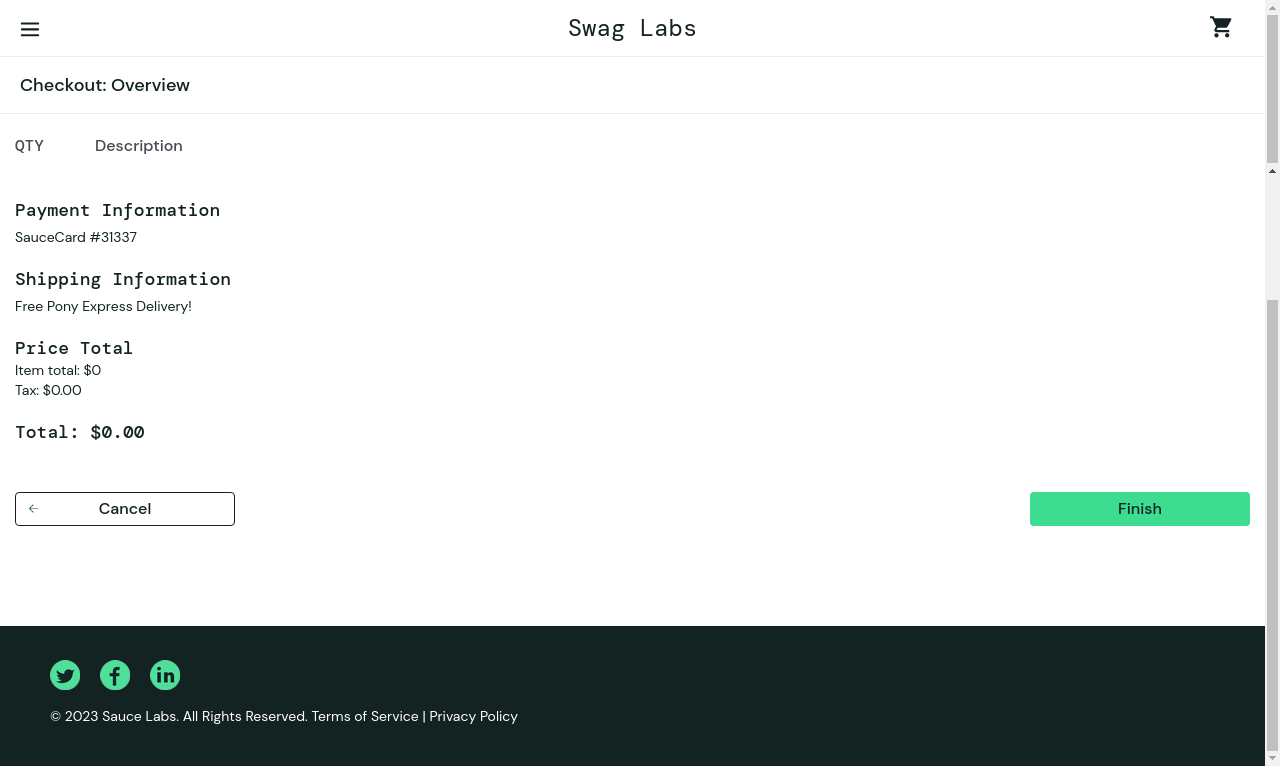 Swag Labs
Checkout: Overview
QTY Description
Payment Information
SauceCard #31337
Shipping Information
Free Pony Express Delivery!
Price Total
Item total: $0
Tax: $0.00
Total: $0.00
Cancel Finish
© 2023 Sauce Labs. All Rights Reserved. Terms of Service | Privacy Policy